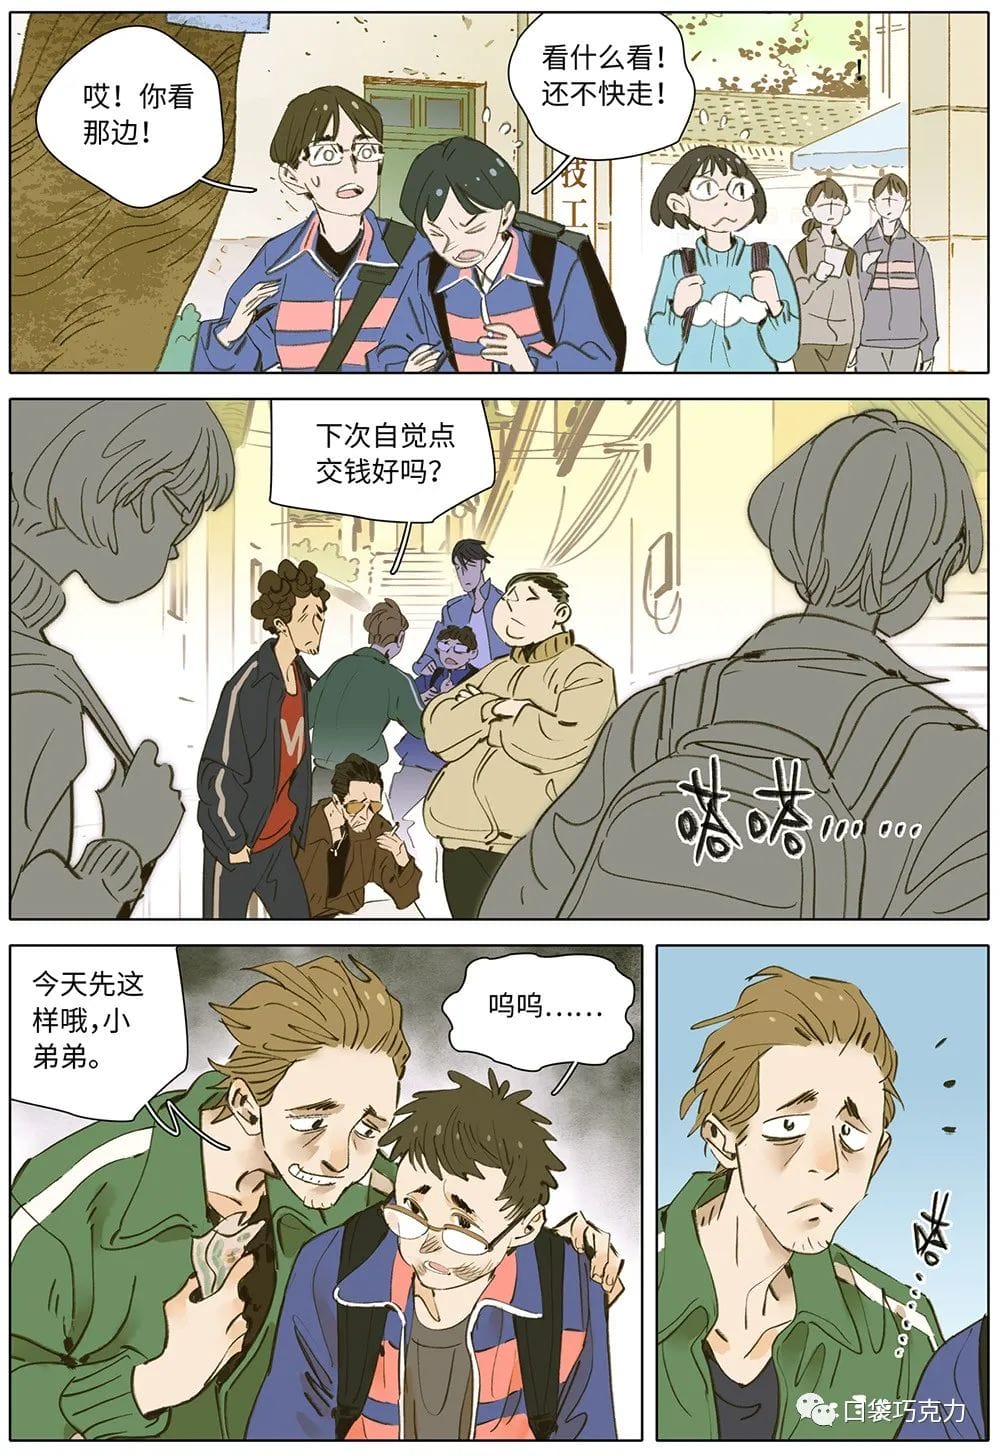 哎！你看
那边！
看什么看！
还不快走！
！
技
工
下次自觉点
交钱好吗？
嗒嗒……
今天先这
样哦，小
弟弟。
呜呜……
嗒……
口袋巧克力